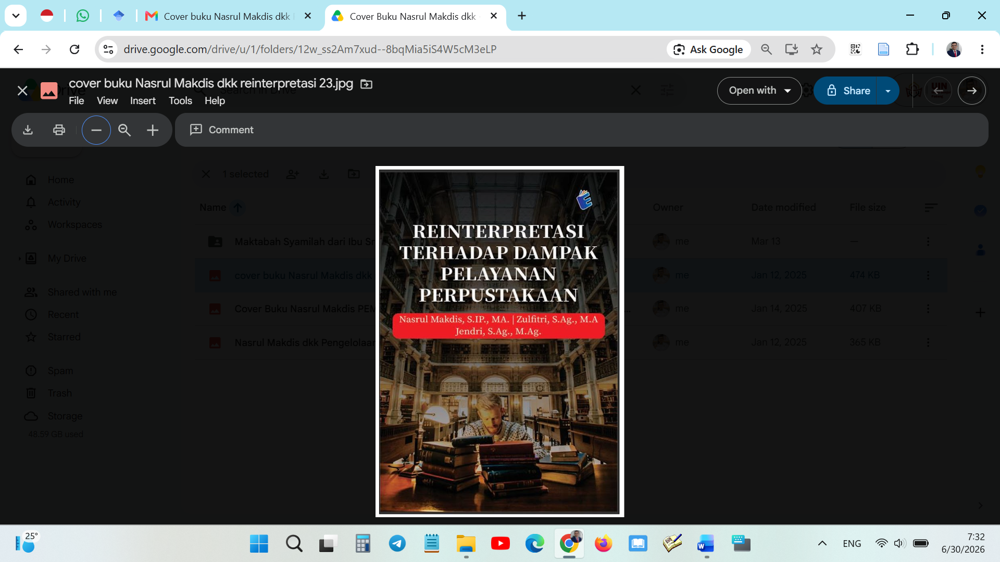 Cover buku Nasrul Makdis dkk
Cover Buku Nasrul Makdis dkk
drive.google.com/drive/u/1/folders/12w_ss2Am7xud--8bqMia5iS4W5cM3eLP
Ask Google
cover buku Nasrul Makdis dkk reinterpretasi 23.jpg
Drive
Search in Drive
Open with
Share
UIN
File View Insert Tools Help
Comment
1 selected
Home
Activity
Workspaces
My Drive
Shared with me
Recent
Starred
Spam
Trash
Storage
48.59 GB used
Name
Owner
Date modified
File size
Maktabah Syamilah dari Ibu
me
Mar 13
—
cover buku Nasrul Makdis dkk
me
Jan 12, 2025
474 KB
Cover Buku Nasrul Makdis
...
me
Jan 14, 2025
407 KB
Nasrul Makdis dkk Pengelolaan
me
Jan 12, 2025
365 KB
REINTERPRETASI
TERHADAP DAMPAK
PELAYANAN
PERPUSTAKAAN
Nasrul Makdis, S.IP., MA. | Zulfitri, S.Ag., M.A
Jendri, S.Ag., M.Ag.
25°
ENG
7:32
6/30/2026